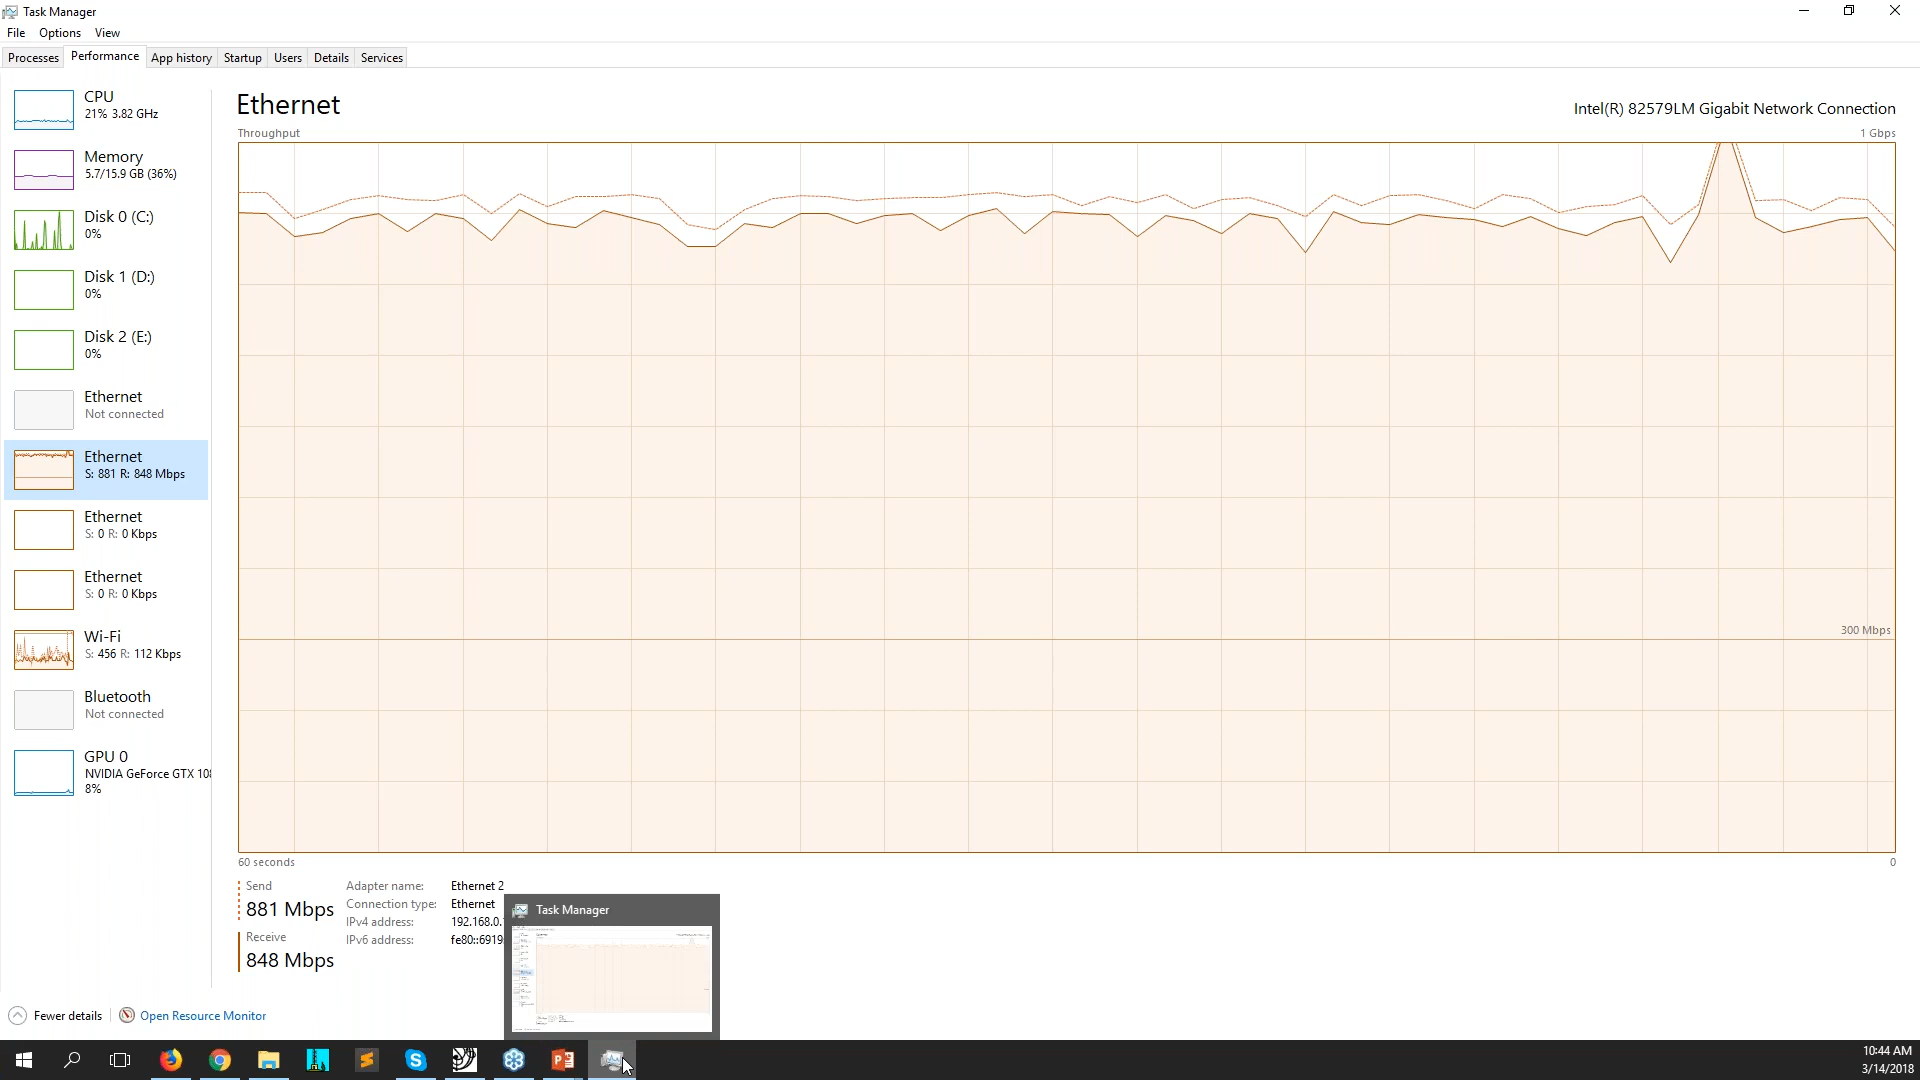 Task Manager
File Options View
Processes Performance App history Startup Users Details Services
CPU
21% 3.82 GHz
Memory
5.7/15.9 GB (36%)
Disk 0 (C:)
0%
Disk 1 (D:)
0%
Disk 2 (E:)
0%
Ethernet
Not connected
Ethernet
S: 881 R: 848 Mbps
Ethernet
S: 0 R: 0 Kbps
Ethernet
S: 0 R: 0 Kbps
Wi-Fi
S: 456 R: 112 Kbps
Bluetooth
Not connected
GPU 0
NVIDIA GeForce GTX
8%
Ethernet
Intel(R) 82579LM Gigabit Network Connection
Throughput
1 Gbps
300 Mbps
60 seconds
0
Send
881 Mbps
Receive
848 Mbps
Adapter name: Ethernet 2
Connection type: Ethernet
IPv4 address: 192.168.0.
IPv6 address: fe80::6919
Task Manager
Fewer details
Open Resource Monitor
10:44 AM
3/14/2018